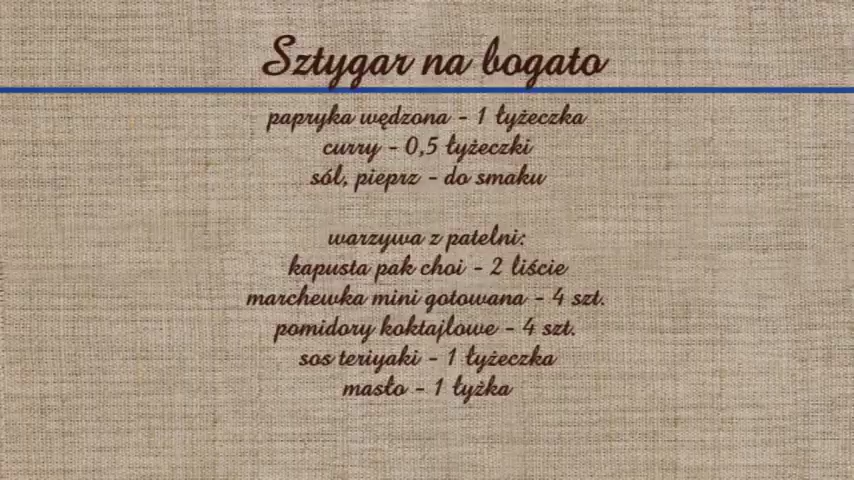 Sztygar na bogato
papryka wędzona - 1 łyżeczka
curry - 0,5 łyżeczki
sól, pieprz - do smaku
warzywa z patelni:
kapusta pak choi - 2 liście
marchewka mini gotowana - 4 szt.
pomidory koktajlowe - 4 szt.
sos teriyaki - 1 łyżeczka
masło - 1 łyżka